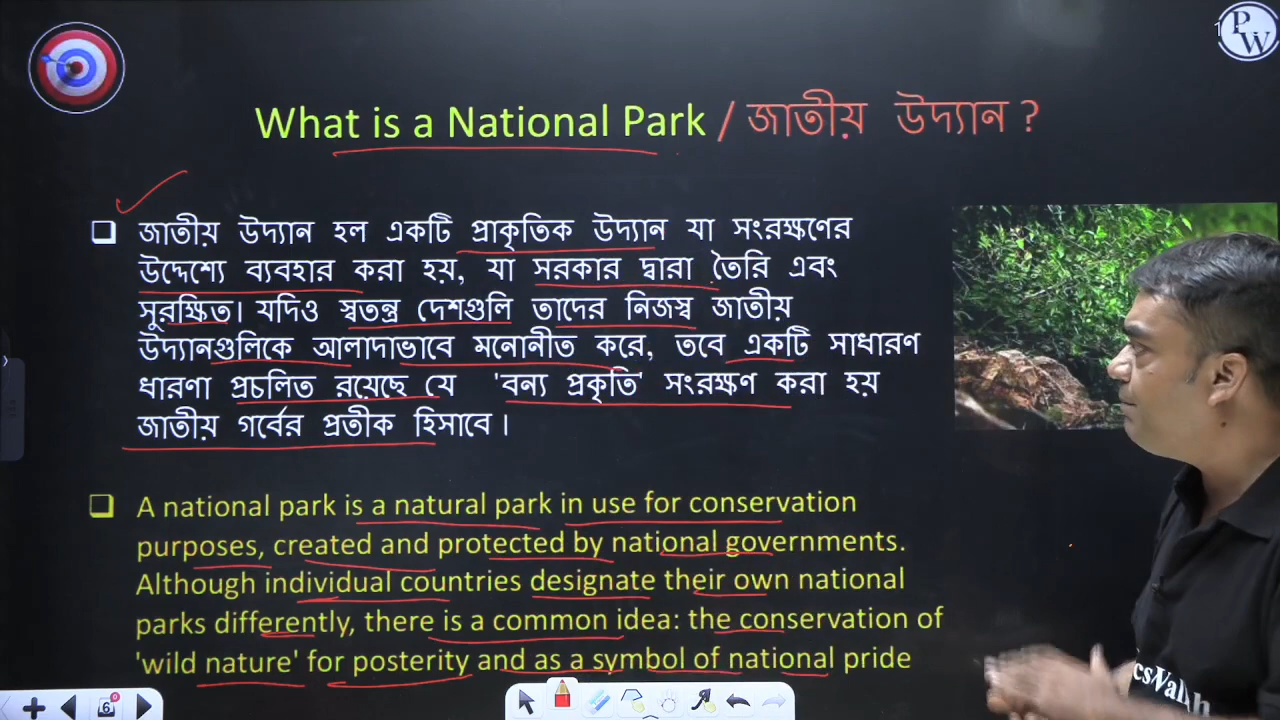 PW
What is a National Park / জাতীয় উদ্যান ?
জাতীয় উদ্যান হল একটি প্রাকৃতিক উদ্যান যা সংরক্ষণের
উদ্দেশ্যে ব্যবহার করা হয়, যা সরকার দ্বারা তৈরি এবং
সুরক্ষিত। যদিও স্বতন্ত্র দেশগুলি তাদের নিজস্ব জাতীয়
উদ্যানগুলিকে আলাদাভাবে মনোনীত করে, তবে একটি সাধারণ
ধারণা প্রচলিত রয়েছে যে 'বন্য প্রকৃতি' সংরক্ষণ করা হয়
জাতীয় গর্বের প্রতীক হিসাবে।
A national park is a natural park in use for conservation
purposes, created and protected by national governments.
Although individual countries designate their own national
parks differently, there is a common idea: the conservation of
'wild nature' for posterity and as a symbol of national pride
6